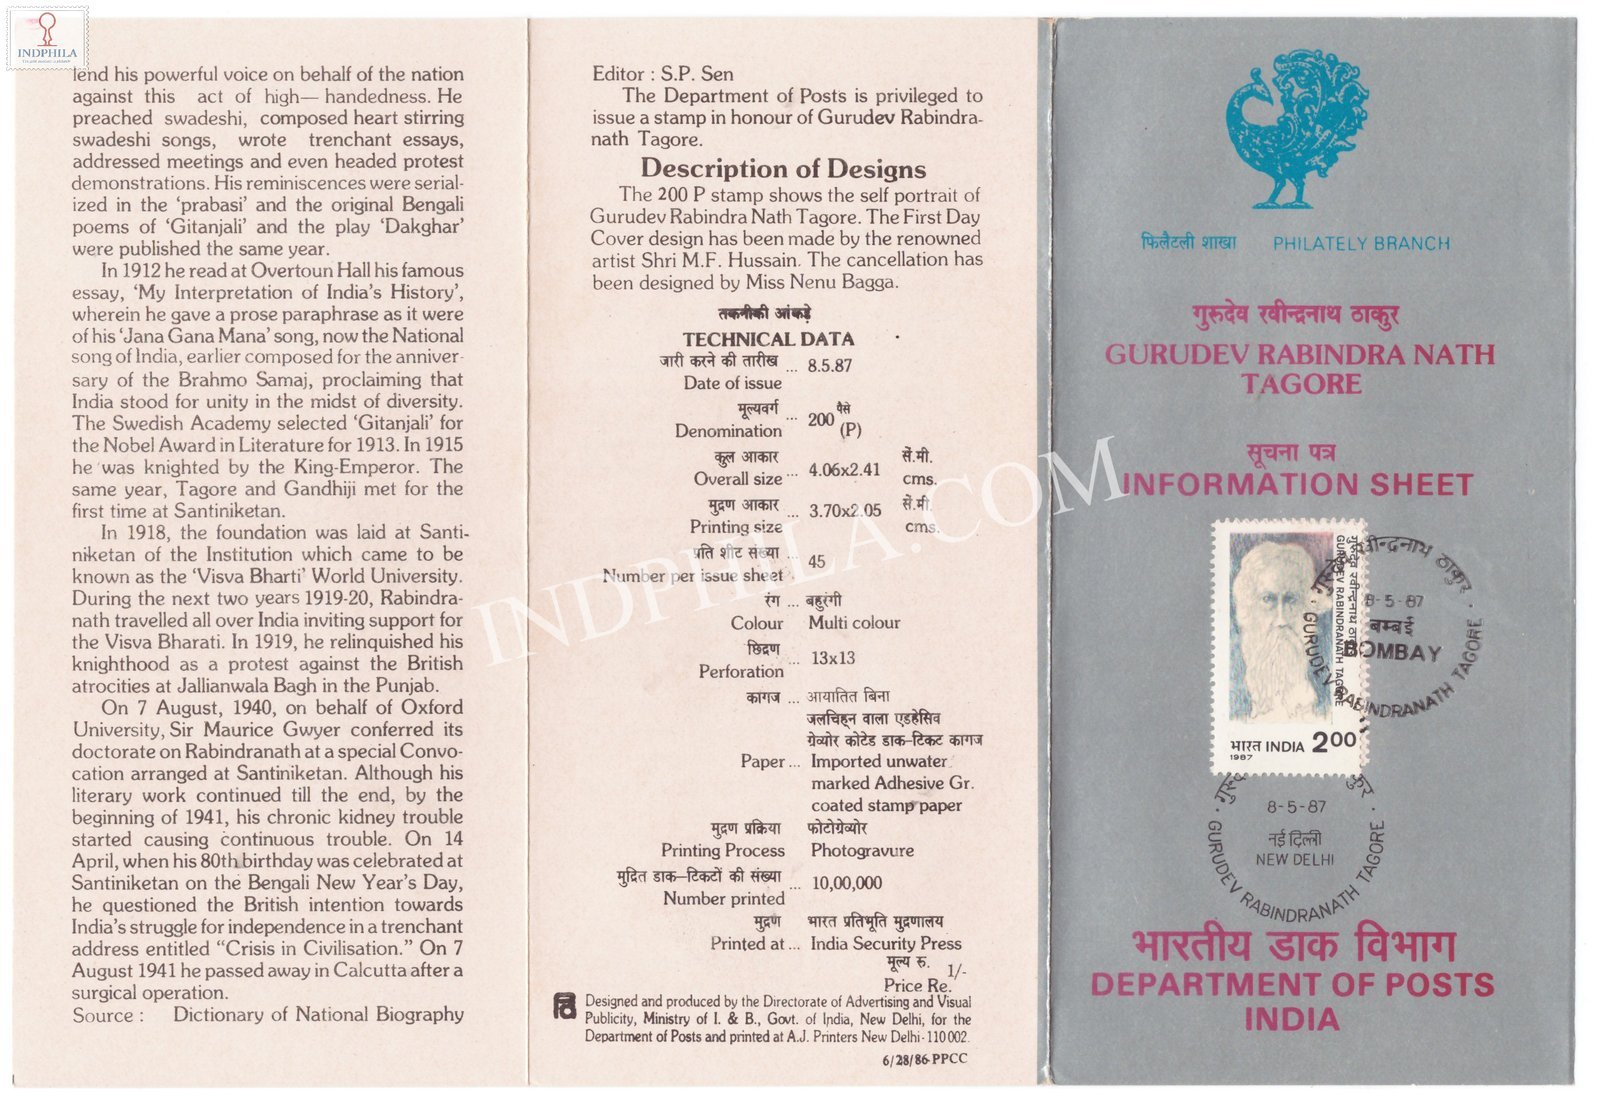 INDPHILA
lend his powerful voice on behalf of the nation
against this act of high— handedness. He
preached swadeshi, composed heart stirring
swadeshi songs, wrote trenchant essays,
addressed meetings and even headed protest
demonstrations. His reminiscences were serial-
ized in the ‘prabasi’ and the original Bengali
poems of ‘Gitanjali’ and the play ‘Dakghar’
were published the same year.
In 1912 he read at Overtoun Hall his famous
essay, ‘My Interpretation of India’s History’,
wherein he gave a prose paraphrase as it were
of his ‘Jana Gana Mana’ song, now the National
song of India, earlier composed for the anniver-
sary of the Brahmo Samaj, proclaiming that
India stood for unity in the midst of diversity.
The Swedish Academy selected ‘Gitanjali’ for
the Nobel Award in Literature for 1913. In 1915
he was knighted by the King-Emperor. The
same year, Tagore and Gandhiji met for the
first time at Santiniketan.
In 1918, the foundation was laid at Santi-
niketan of the Institution which came to be
known as the ‘Visva Bharti’ World University.
During the next two years 1919-20, Rabindra-
nath travelled all over India inviting support for
the Visva Bharati. In 1919, he relinquished his
knighthood as a protest against the British
atrocities at Jallianwala Bagh in the Punjab.
On 7 August, 1940, on behalf of Oxford
University, Sir Maurice Gwyer conferred its
doctorate on Rabindranath at a special Convo-
cation arranged at Santiniketan. Although his
literary work continued till the end, by the
beginning of 1941, his chronic kidney trouble
started causing continuous trouble. On 14
April, when his 80th birthday was celebrated at
Santiniketan on the Bengali New Year’s Day,
he questioned the British intention towards
India’s struggle for independence in a trenchant
address entitled “Crisis in Civilisation.” On 7
August 1941 he passed away in Calcutta after a
surgical operation.
Source : Dictionary of National Biography
Editor : S.P. Sen
The Department of Posts is privileged to
issue a stamp in honour of Gurudev Rabindra-
nath Tagore.
Description of Designs
The 200 P stamp shows the self portrait of
Gurudev Rabindra Nath Tagore. The First Day
Cover design has been made by the renowned
artist Shri M.F. Hussain. The cancellation has
been designed by Miss Nenu Bagga.
तकनीकी आंकड़े
TECHNICAL DATA
जारी करने की तारीख ... 8.5.87
Date of issue
मूल्यवर्ग ... 200 पैसे
Denomination (P)
कुल आकार ... 4.06x2.41 सें.मी.
Overall size cms.
मुद्रण आकार ... 3.70x2.05 सें.मी.
Printing size cms.
प्रति शीट संख्या ... 45
Number per issue sheet
रंग ... बहुरंगी
Colour Multi colour
छिद्रण ... 13x13
Perforation
कागज ... आयातित बिना
जलचिह्न वाला एडहेसिव
ग्रेव्योर कोटेड डाक-टिकट कागज
Paper ... Imported unwater
marked Adhesive Gr.
coated stamp paper
मुद्रण प्रक्रिया फोटोग्रेव्योर
Printing Process Photogravure
मुद्रित डाक-टिकटों की संख्या ... 10,00,000
Number printed
मुद्रण भारत प्रतिभूति मुद्रणालय
Printed at ... India Security Press
मूल्य रु. 1/-
Price Re.
Designed and produced by the Directorate of Advertising and Visual
Publicity, Ministry of I. & B., Govt. of India, New Delhi, for the
Department of Posts and printed at A.J. Printers New Delhi-110 002.
6/28/86-PPCC
फिलैटली शाखा PHILATELY BRANCH
गुरुदेव रवीन्द्रनाथ ठाकुर
GURUDEV RABINDRA NATH
TAGORE
सूचना पत्र
INFORMATION SHEET
गुरुदेव रवीन्द्रनाथ ठाकुर
GURUDEV RABINDRANATH TAGORE
भारत INDIA 200
1987
गुरुदेव रवीन्द्रनाथ ठाकुर
8-5-87
बम्बई
BOMBAY
GURUDEV RABINDRANATH TAGORE
8-5-87
नई दिल्ली
NEW DELHI
GURUDEV RABINDRANATH TAGORE
भारतीय डाक विभाग
DEPARTMENT OF POSTS
INDIA
INDPHILA.COM